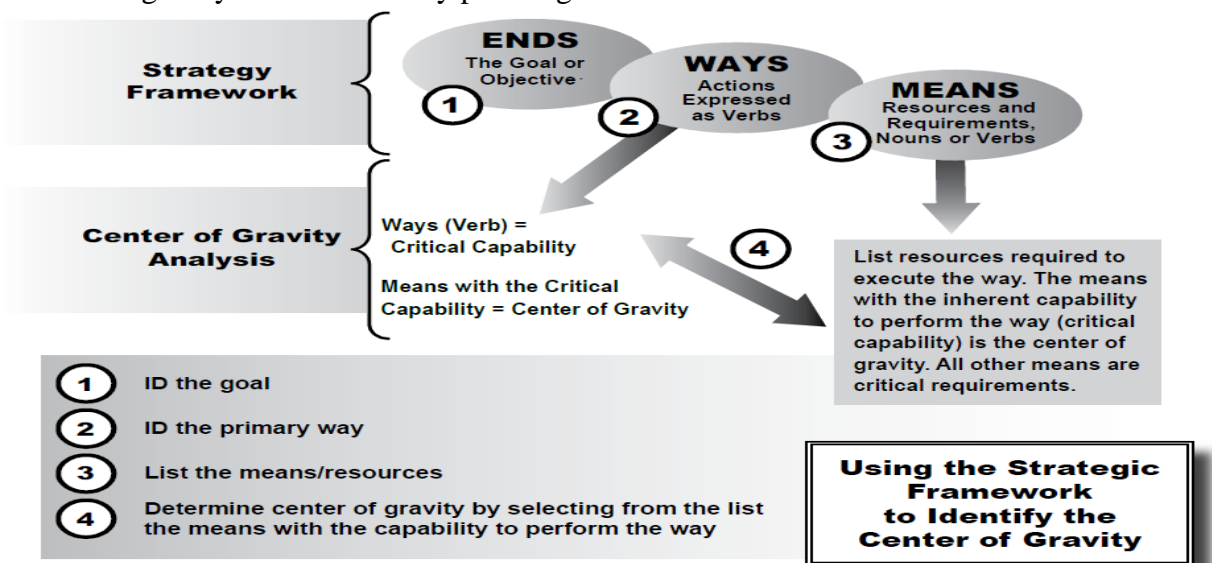 Strategy
Framework
ENDS
The Goal or
Objective
1
WAYS
Actions
Expressed
as Verbs
2
MEANS
Resources and
Requirements,
Nouns or Verbs
3
Center of Gravity
Analysis
Ways (Verb) =
Critical Capability
Means with the Critical
Capability = Center of Gravity
4
List resources required to
execute the way. The means
with the inherent capability
to perform the way (critical
capability) is the center of
gravity. All other means are
critical requirements.
1 ID the goal
2 ID the primary way
3 List the means/resources
4 Determine center of gravity by selecting from the list
the means with the capability to perform the way
Using the Strategic
Framework
to Identify the
Center of Gravity